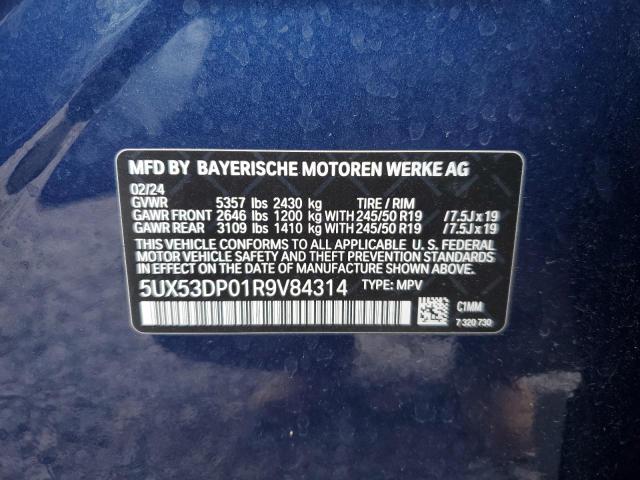 MFD BY BAYERISCHE MOTOREN WERKE AG
02/24
GVWR 5357 lbs 2430 kg TIRE / RIM
GAWR FRONT 2646 lbs 1200 kg WITH 245/50 R19 /7.5J x 19
GAWR REAR 3109 lbs 1410 kg WITH 245/50 R19 /7.5J x 19
THIS VEHICLE CONFORMS TO ALL APPLICABLE U. S. FEDERAL
MOTOR VEHICLE SAFETY AND THEFT PREVENTION STANDARDS
IN EFFECT ON THE DATE OF MANUFACTURE SHOWN ABOVE.
5UX53DP01R9V84314 TYPE: MPV
C1MM
7 320 730